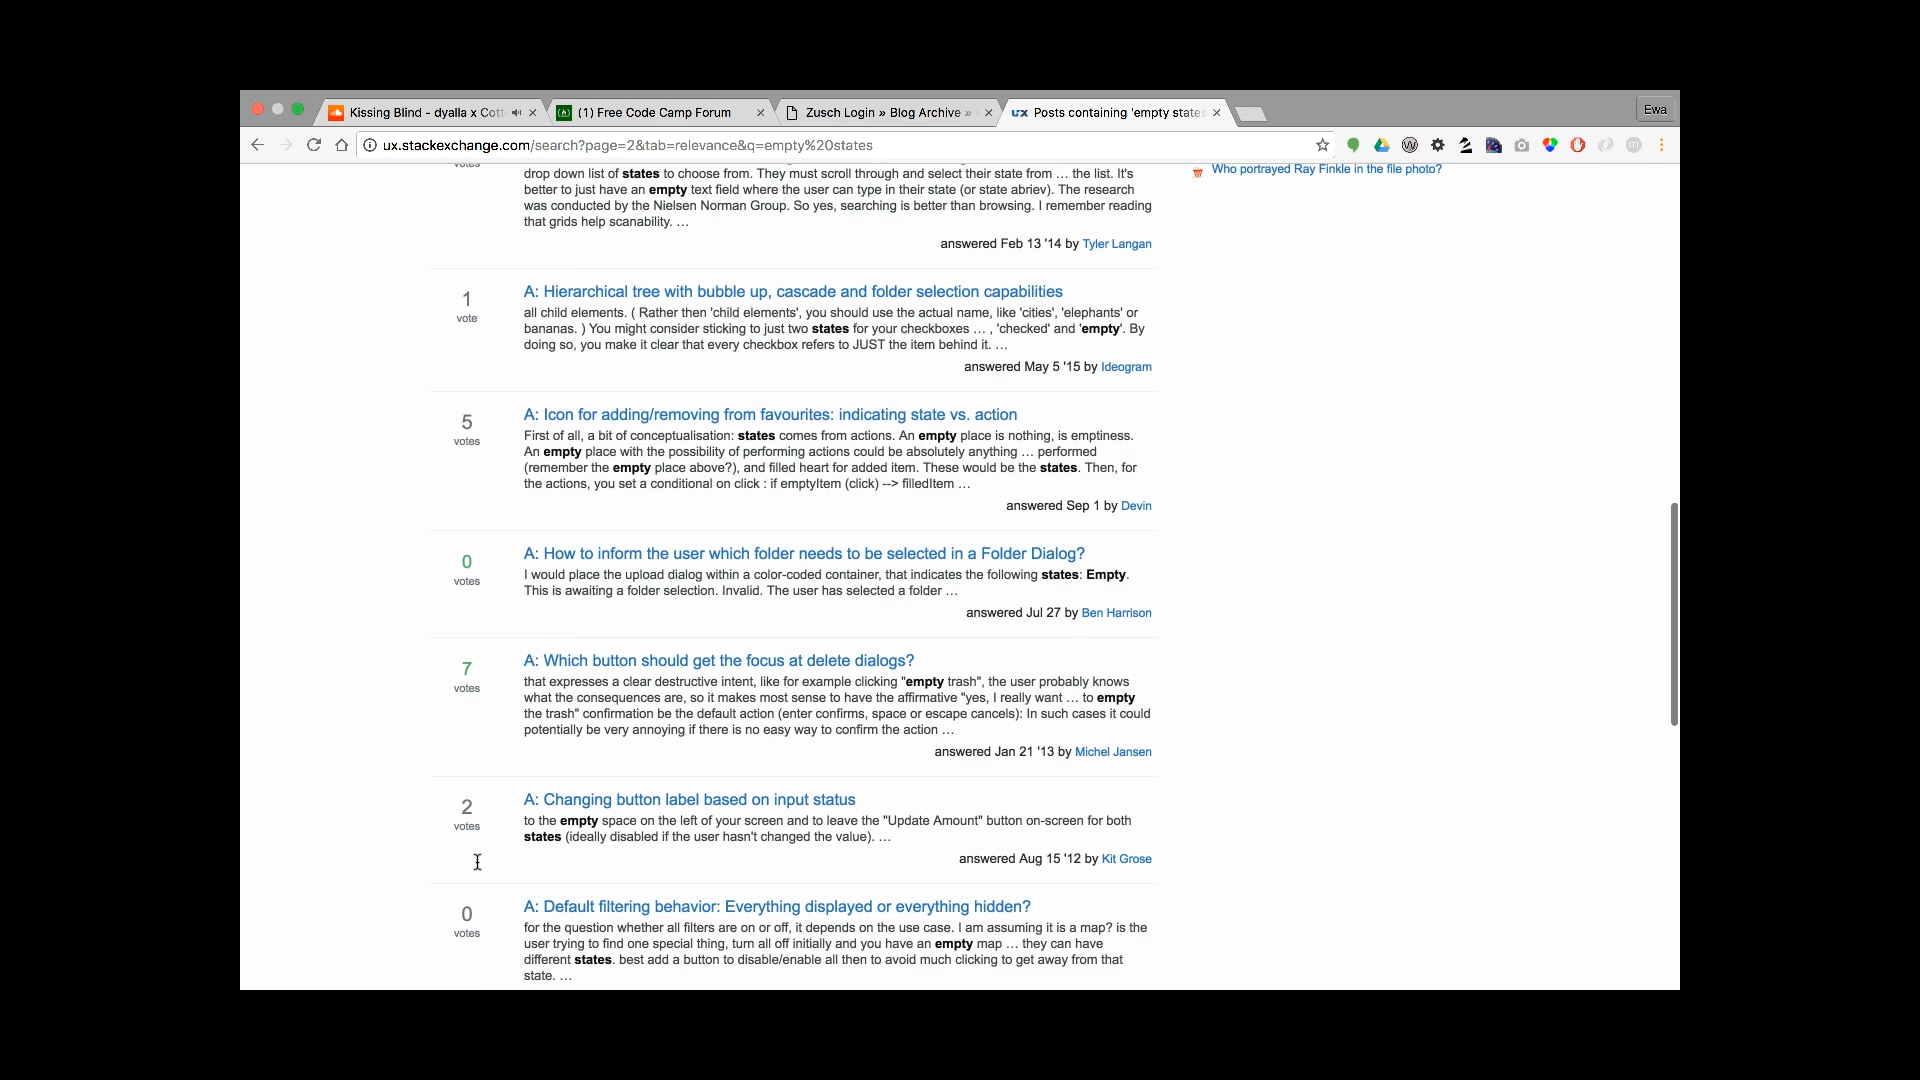 Kissing Blind - dyalla x Cott
(1) Free Code Camp Forum
Zusch Login » Blog Archive »
Posts containing 'empty states
Ewa
ux.stackexchange.com/search?page=2&tab=relevance&q=empty%20states
votes
drop down list of states to choose from. They must scroll through and select their state from … the list. It's
better to just have an empty text field where the user can type in their state (or state abriev). The research
was conducted by the Nielsen Norman Group. So yes, searching is better than browsing. I remember reading
that grids help scanability. …
answered Feb 13 '14 by Tyler Langan
Who portrayed Ray Finkle in the file photo?
1
vote
A: Hierarchical tree with bubble up, cascade and folder selection capabilities
all child elements. ( Rather then 'child elements', you should use the actual name, like 'cities', 'elephants' or
bananas. ) You might consider sticking to just two states for your checkboxes … , 'checked' and 'empty'. By
doing so, you make it clear that every checkbox refers to JUST the item behind it. …
answered May 5 '15 by Ideogram
5
votes
A: Icon for adding/removing from favourites: indicating state vs. action
First of all, a bit of conceptualisation: states comes from actions. An empty place is nothing, is emptiness.
An empty place with the possibility of performing actions could be absolutely anything … performed
(remember the empty place above?), and filled heart for added item. These would be the states. Then, for
the actions, you set a conditional on click : if emptyItem (click) --> filledItem …
answered Sep 1 by Devin
0
votes
A: How to inform the user which folder needs to be selected in a Folder Dialog?
I would place the upload dialog within a color-coded container, that indicates the following states: Empty.
This is awaiting a folder selection. Invalid. The user has selected a folder …
answered Jul 27 by Ben Harrison
7
votes
A: Which button should get the focus at delete dialogs?
that expresses a clear destructive intent, like for example clicking "empty trash", the user probably knows
what the consequences are, so it makes most sense to have the affirmative "yes, I really want … to empty
the trash" confirmation be the default action (enter confirms, space or escape cancels): In such cases it could
potentially be very annoying if there is no easy way to confirm the action …
answered Jan 21 '13 by Michel Jansen
2
votes
A: Changing button label based on input status
to the empty space on the left of your screen and to leave the "Update Amount" button on-screen for both
states (ideally disabled if the user hasn't changed the value). …
answered Aug 15 '12 by Kit Grose
0
votes
A: Default filtering behavior: Everything displayed or everything hidden?
for the question whether all filters are on or off, it depends on the use case. I am assuming it is a map? is the
user trying to find one special thing, turn all off initially and you have an empty map … they can have
different states. best add a button to disable/enable all then to avoid much clicking to get away from that
state. …